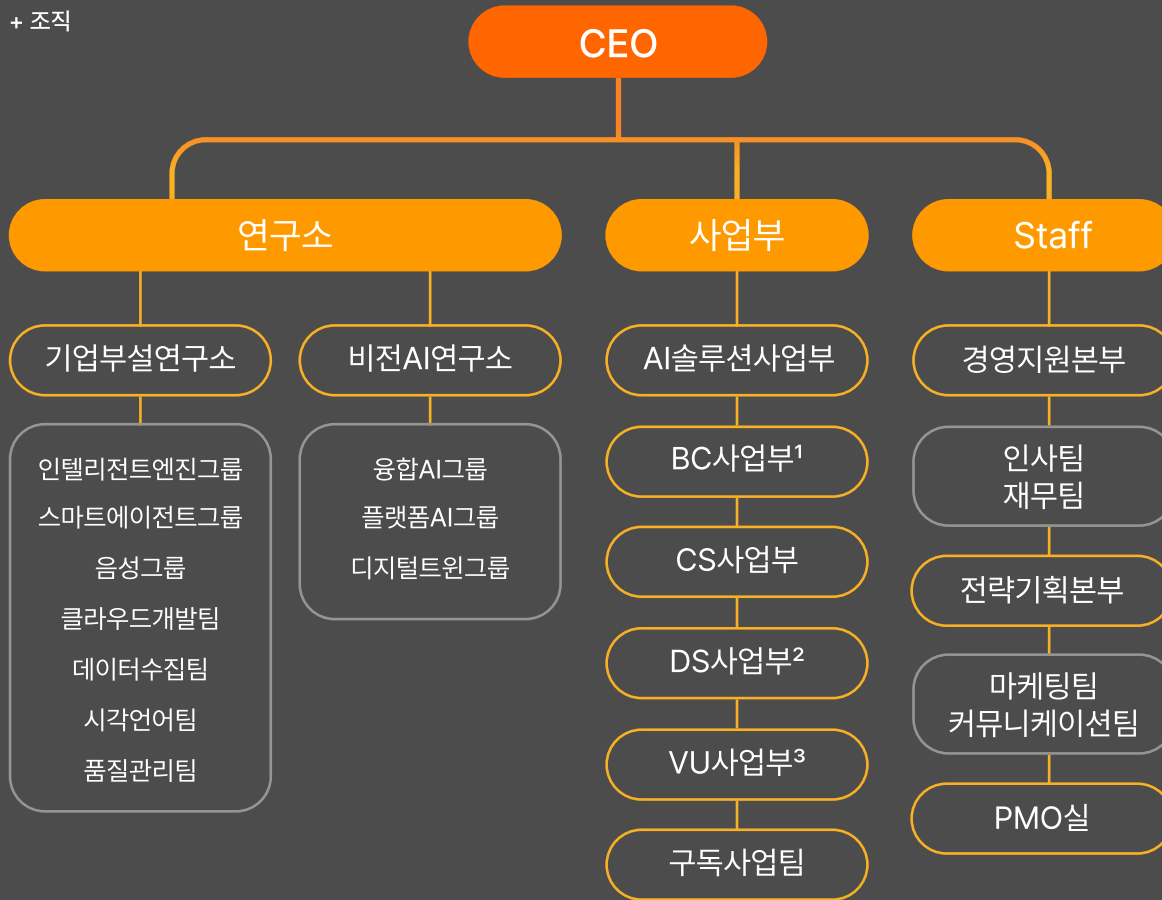 + 조직
CEO
연구소
기업부설연구소
인텔리전트엔진그룹
스마트에이전트그룹
음성그룹
클라우드개발팀
데이터수집팀
시각언어팀
품질관리팀
비전AI연구소
융합AI그룹
플랫폼AI그룹
디지털트윈그룹
사업부
AI솔루션사업부
BC사업부¹
CS사업부
DS사업부²
VU사업부³
구독사업팀
Staff
경영지원본부
인사팀
재무팀
전략기획본부
마케팅팀
커뮤니케이션팀
PMO실